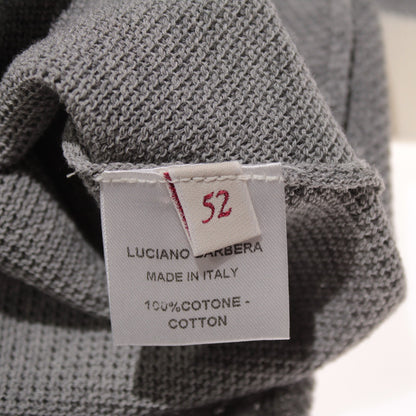 52
LUCIANO BARBERA
MADE IN ITALY
100%COTONE -
COTTON